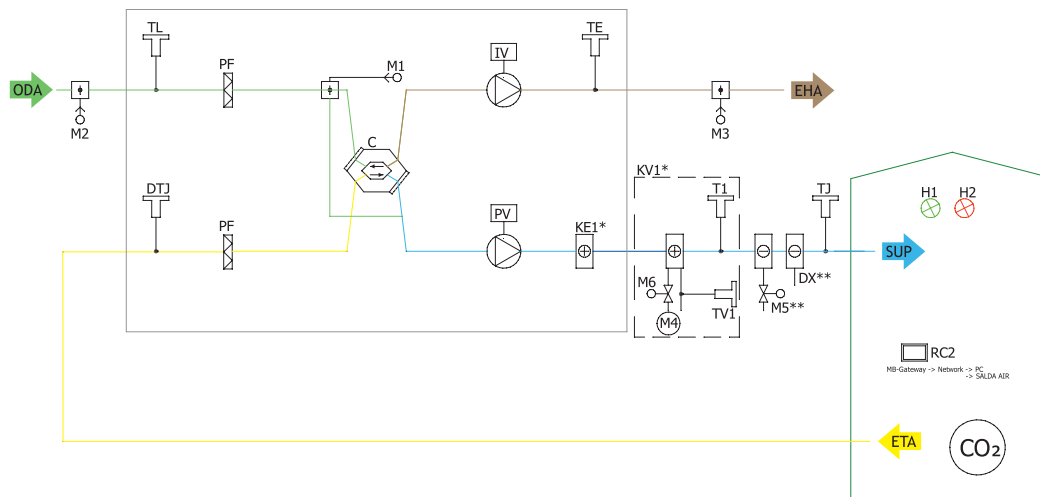 TL
TE
PF
IV
M1
ODA
EHA
M2
M3
C
KV1*
DTJ
T1
TJ
H1
H2
PF
PV
KE1*
SUP
M6
DX**
M5**
TV1
M4
RC2
MB-Gateway -> Network -> PC
-> SALDA AIR
ETA
CO₂